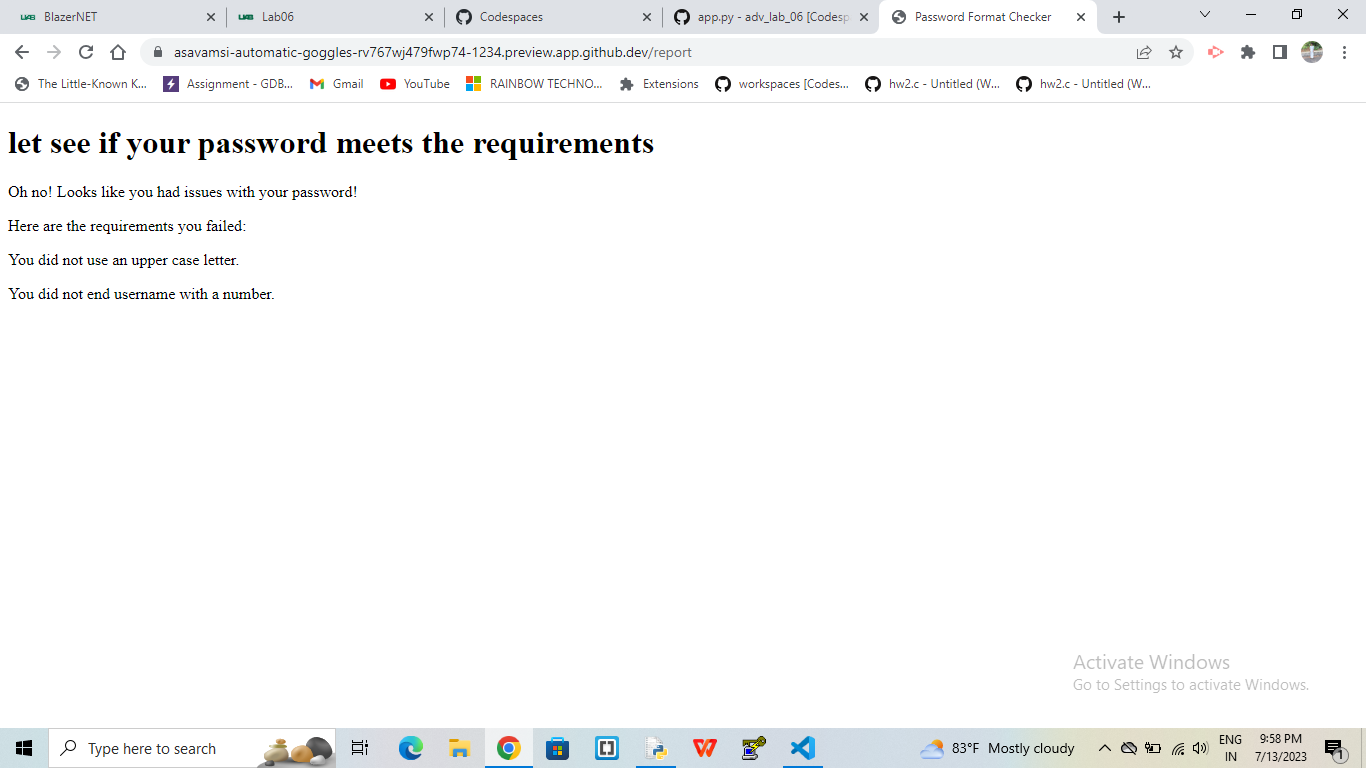 BlazerNET
Lab06
Codespaces
app.py - adv_lab_06 [Codesp
Password Format Checker
asavamsi-automatic-goggles-rv767wj479fwp74-1234.preview.app.github.dev/report
The Little-Known K...
Assignment - GDB...
Gmail
YouTube
RAINBOW TECHNO...
Extensions
workspaces [Codes...
hw2.c - Untitled (W...
hw2.c - Untitled (W...
let see if your password meets the requirements
Oh no! Looks like you had issues with your password!
Here are the requirements you failed:
You did not use an upper case letter.
You did not end username with a number.
Activate Windows
Go to Settings to activate Windows.
Type here to search
83°F Mostly cloudy
ENG
IN
9:58 PM
7/13/2023
1